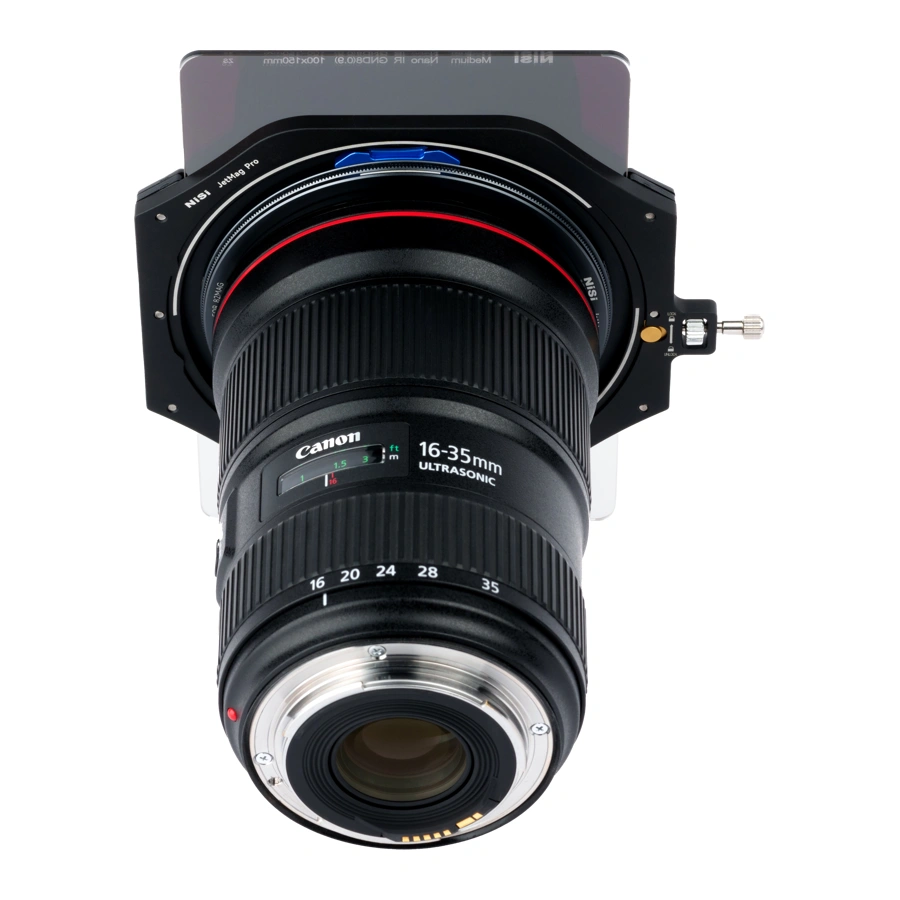 NiSi Medium Nano IR GND8(0.9) 100x150mm
NiSi JetMag Pro
82MAG
NiSi
Canon
ft
m
1 1.5 3
16
16-35mm
ULTRASONIC
16 20 24 28 35